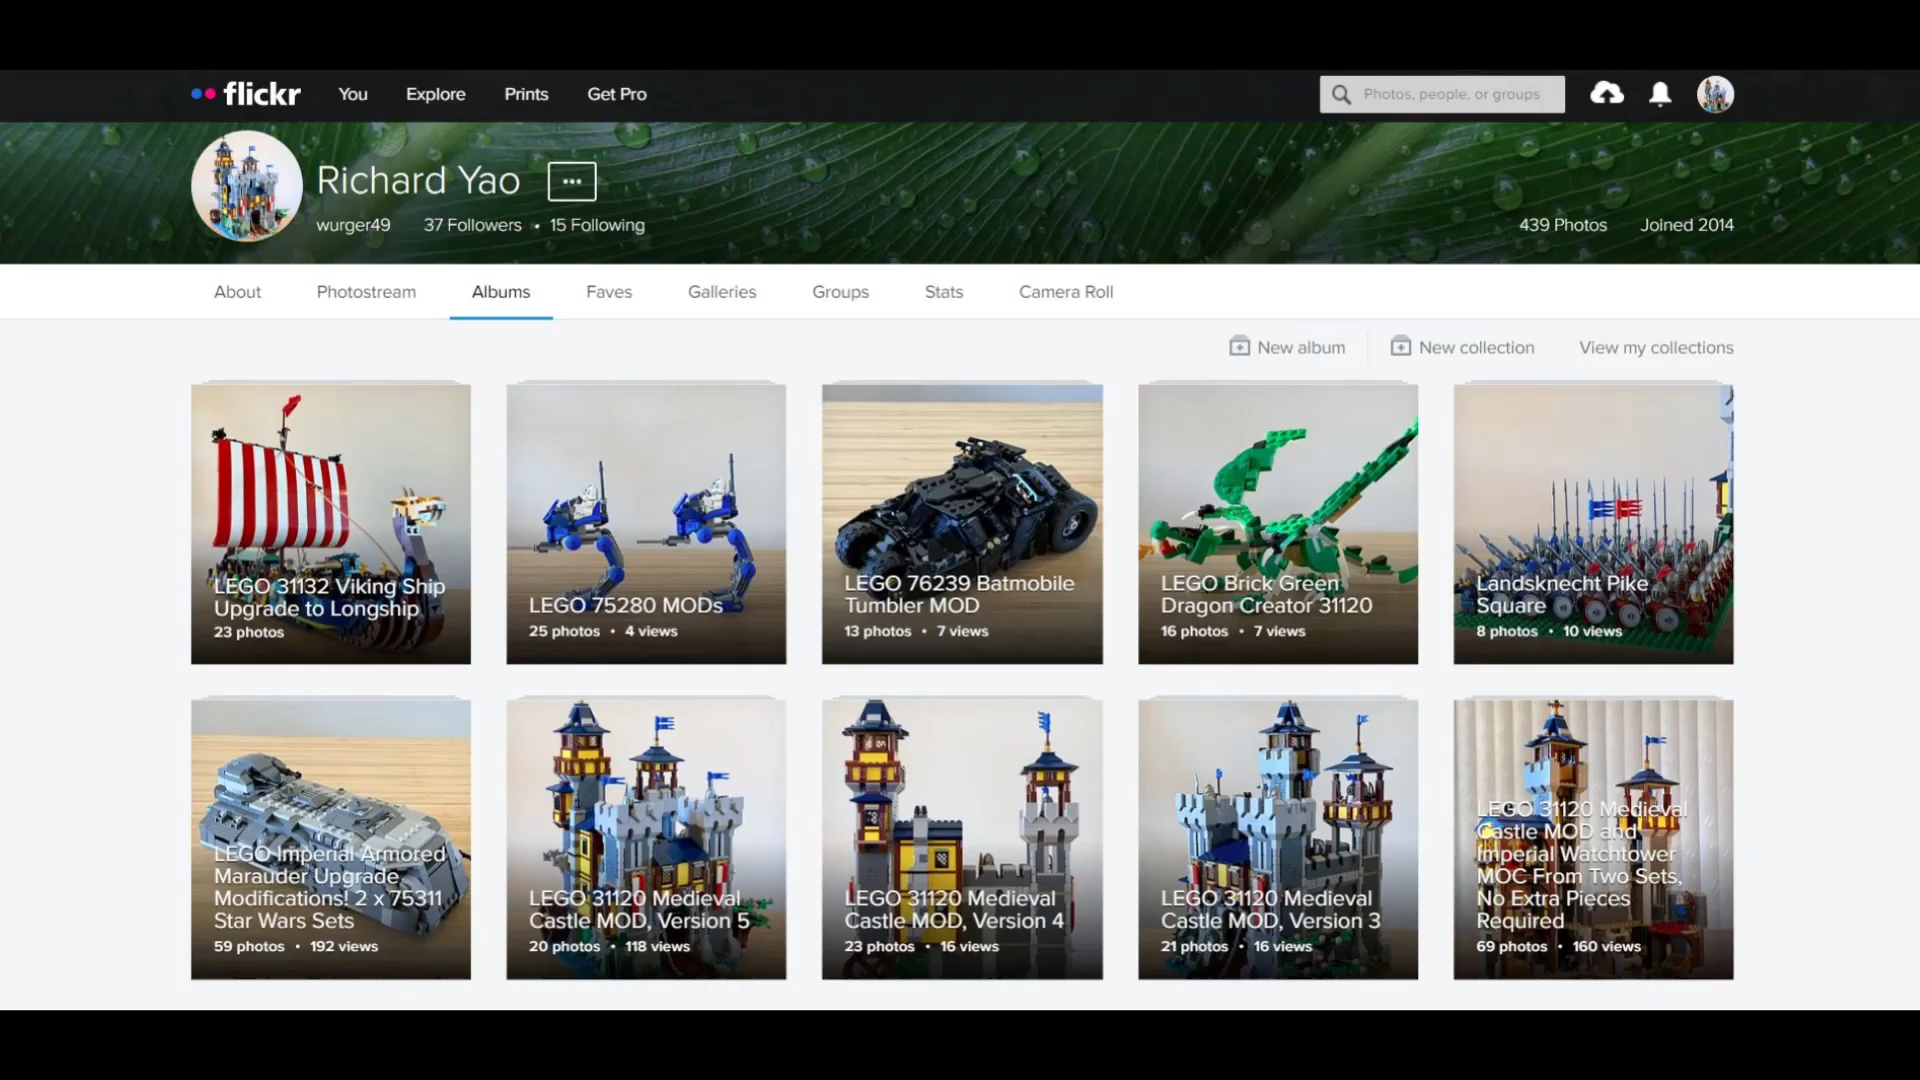 flickr You Explore Prints Get Pro Photos, people, or groups
Richard Yao ...
wurger49 37 Followers • 15 Following 439 Photos Joined 2014
About Photostream Albums Faves Galleries Groups Stats Camera Roll
New album New collection View my collections
LEGO 31132 Viking Ship
Upgrade to Longship
23 photos
LEGO 75280 MODs
25 photos • 4 views
LEGO 76239 Batmobile
Tumbler MOD
13 photos • 7 views
LEGO Brick Green
Dragon Creator 31120
16 photos • 7 views
Landsknecht Pike
Square
8 photos • 10 views
LEGO Imperial Armored
Marauder Upgrade
Modifications! 2 x 75311
Star Wars Sets
59 photos • 192 views
LEGO 31120 Medieval
Castle MOD, Version 5
20 photos • 118 views
LEGO 31120 Medieval
Castle MOD, Version 4
23 photos • 16 views
LEGO 31120 Medieval
Castle MOD, Version 3
21 photos • 16 views
LEGO 31120 Medieval
Castle MOD and
Imperial Watchtower
MOC From Two Sets,
No Extra Pieces
Required
69 photos • 160 views